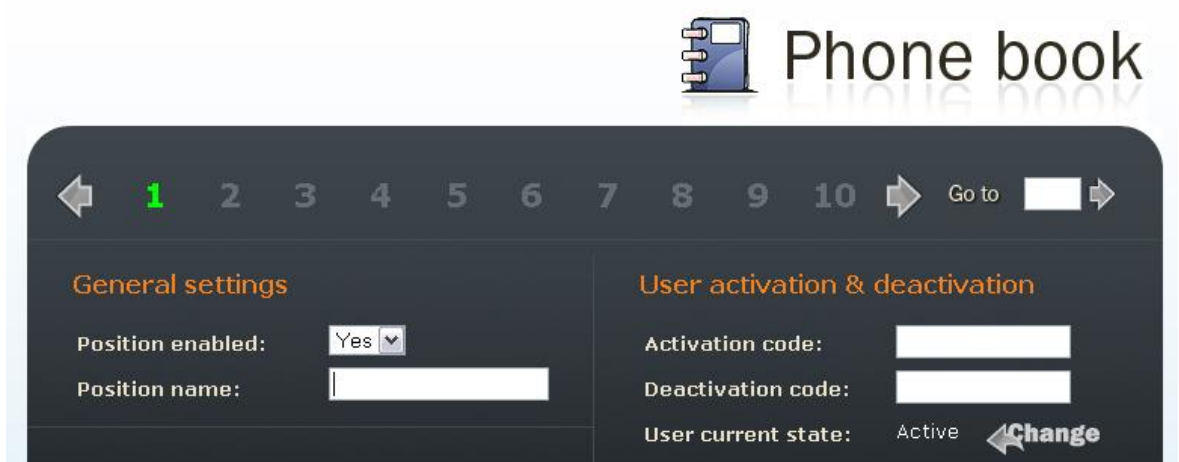 Phone book
1 2 3 4 5 6 7 8 9 10 Go to
General settings
Position enabled: Yes
Position name:
User activation & deactivation
Activation code:
Deactivation code:
User current state: Active Change